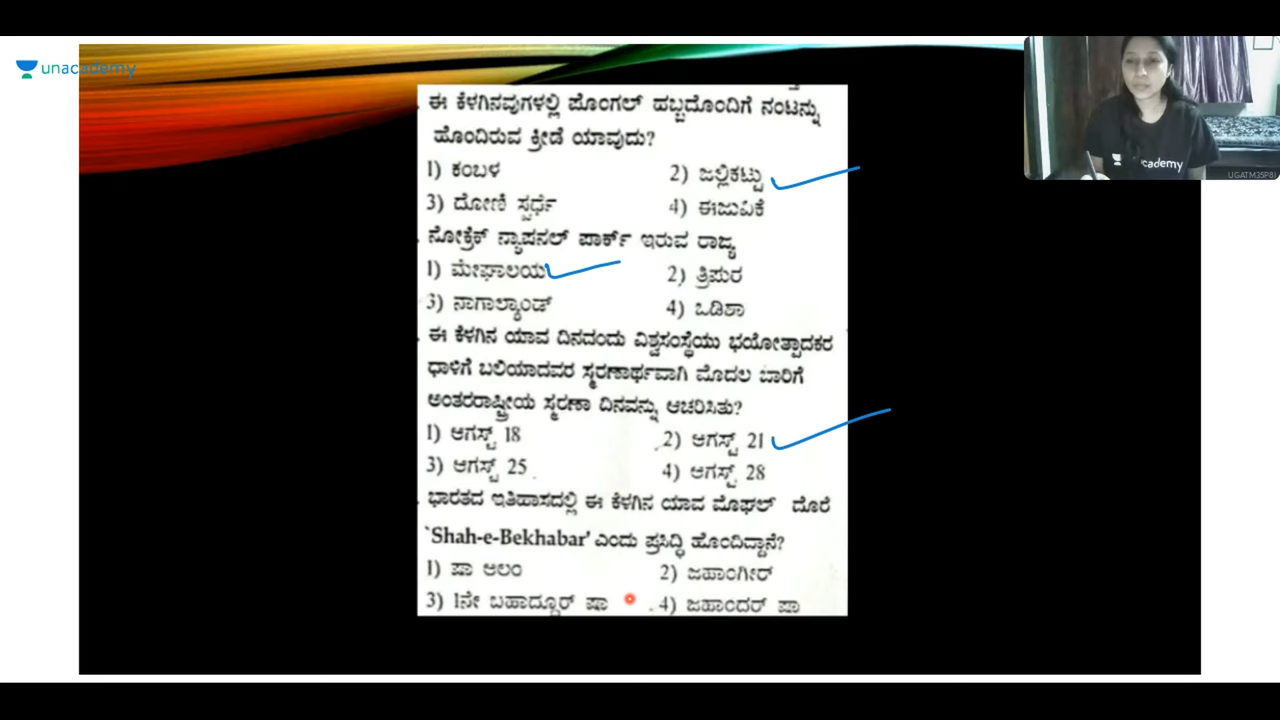 unacademy
ಈ ಕೆಳಗಿನವುಗಳಲ್ಲಿ ಪೊಂಗಲ್ ಹಬ್ಬದೊಂದಿಗೆ ನಂಟನ್ನು
ಹೊಂದಿರುವ ಕ್ರೀಡೆ ಯಾವುದು?
1) ಕಂಬಳ 2) ಜಲ್ಲಿಕಟ್ಟು
3) ದೋಣಿ ಸ್ಪರ್ಧೆ 4) ಈಜುವಿಕೆ
ನೋಕ್ರೆಕ್ ನ್ಯಾಷನಲ್ ಪಾರ್ಕ್ ಇರುವ ರಾಜ್ಯ
1) ಮೇಘಾಲಯ 2) ತ್ರಿಪುರ
3) ನಾಗಾಲ್ಯಾಂಡ್ 4) ಒಡಿಶಾ
ಈ ಕೆಳಗಿನ ಯಾವ ದಿನದಂದು ವಿಶ್ವಸಂಸ್ಥೆಯು ಭಯೋತ್ಪಾದಕರ
ಧಾಳಿಗೆ ಬಲಿಯಾದವರ ಸ್ಮರಣಾರ್ಥವಾಗಿ ಮೊದಲ ಬಾರಿಗೆ
ಅಂತರರಾಷ್ಟ್ರೀಯ ಸ್ಮರಣಾ ದಿನವನ್ನು ಆಚರಿಸಿತು?
1) ಆಗಸ್ಟ್ 18 2) ಆಗಸ್ಟ್ 21
3) ಆಗಸ್ಟ್ 25 4) ಆಗಸ್ಟ್ 28
ಭಾರತದ ಇತಿಹಾಸದಲ್ಲಿ ಈ ಕೆಳಗಿನ ಯಾವ ಮೊಘಲ್ ದೊರೆ
`Shah-e-Bekhabar' ಎಂದು ಪ್ರಸಿದ್ಧಿ ಹೊಂದಿದ್ದಾನೆ?
1) ಷಾ ಅಲಂ 2) ಜಹಾಂಗೀರ್
3) 1ನೇ ಬಹಾದ್ದೂರ್ ಷಾ 4) ಜಹಾಂದರ್ ಷಾ
unacademy
UGATM3SP8I